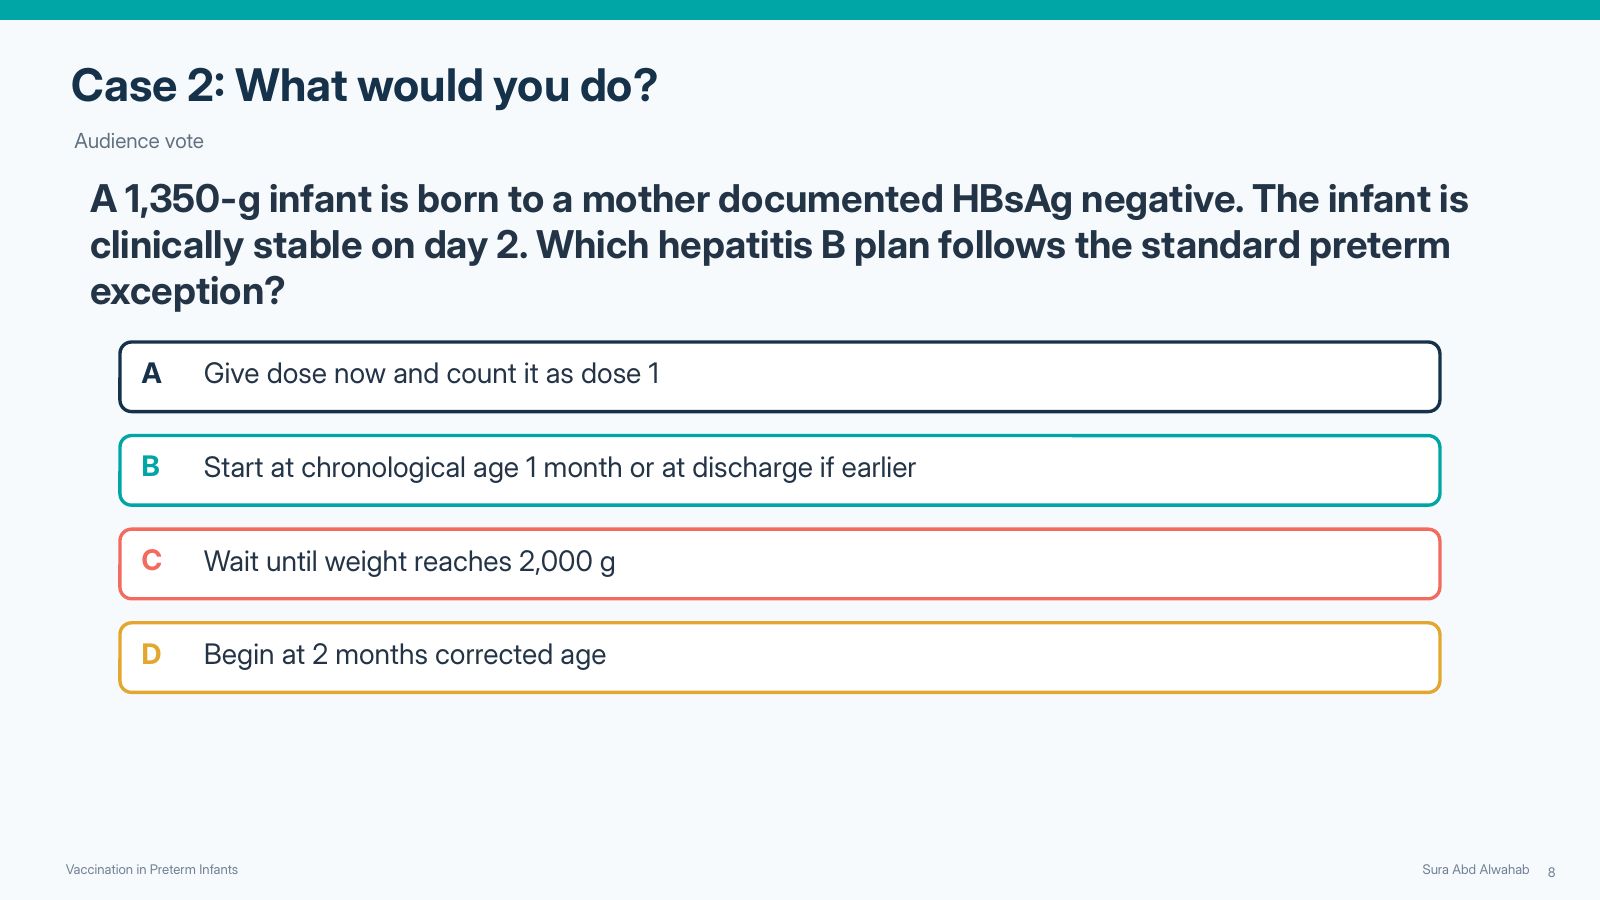 Case 2: What would you do?
Audience vote
A 1,350-g infant is born to a mother documented HBsAg negative. The infant is
clinically stable on day 2. Which hepatitis B plan follows the standard preterm
exception?
A Give dose now and count it as dose 1
B Start at chronological age 1 month or at discharge if earlier
C Wait until weight reaches 2,000 g
D Begin at 2 months corrected age
Vaccination in Preterm Infants
Sura Abd Alwahab 8